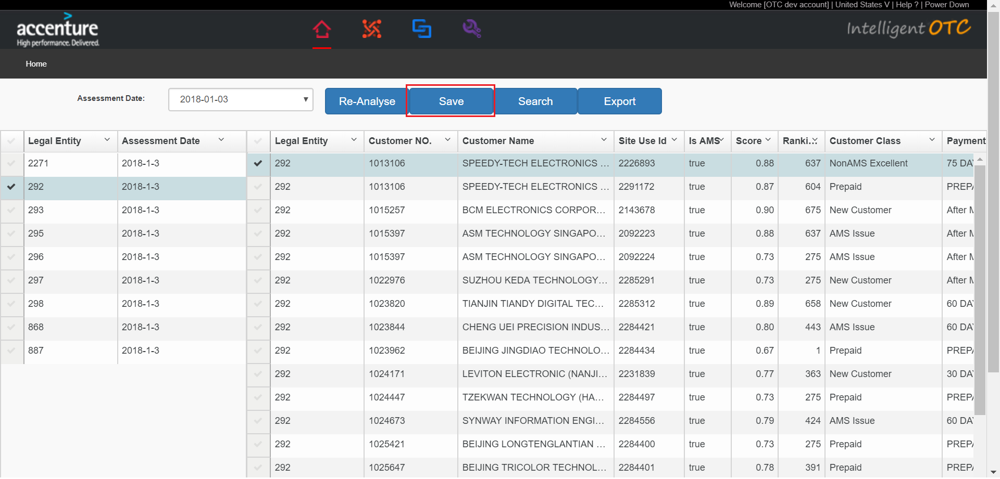 Welcome [OTC dev account] | United States V | Help ? | Power Down
accenture
High performance. Delivered.
Intelligent OTC
Home
Assessment Date: 2018-01-03 Re-Analyse Save Search Export
Legal Entity Assessment Date
2271 2018-1-3
292 2018-1-3
293 2018-1-3
295 2018-1-3
296 2018-1-3
297 2018-1-3
298 2018-1-3
868 2018-1-3
887 2018-1-3
Legal Entity Customer NO. Customer Name Site Use Id Is AMS Score Ranki... Customer Class Payment
292 1013106 SPEEDY-TECH ELECTRONICS ... 2226893 true 0.88 637 NonAMS Excellent 75 DA
292 1013106 SPEEDY-TECH ELECTRONICS ... 2291172 true 0.87 604 Prepaid PREPA
292 1015257 BCM ELECTRONICS CORPOR... 2143678 true 0.90 675 New Customer After M
292 1015397 ASM TECHNOLOGY SINGAPO... 2092223 true 0.88 637 AMS Issue After M
292 1015397 ASM TECHNOLOGY SINGAPO... 2092224 true 0.73 275 AMS Issue After M
292 1022976 SUZHOU KEDA TECHNOLOGY... 2285291 true 0.73 275 New Customer After M
292 1023820 TIANJIN TIANDY DIGITAL TEC... 2285312 true 0.89 658 New Customer 60 DA
292 1023844 CHENG UEI PRECISION INDUS... 2284421 true 0.80 443 AMS Issue 60 DA
292 1023962 BEIJING JINGDIAO TECHNOLO... 2284434 true 0.67 1 Prepaid PREPA
292 1024171 LEVITON ELECTRONIC (NANJI... 2231839 true 0.77 363 New Customer 30 DA
292 1024447 TZEKWAN TECHNOLOGY (HA... 2284497 true 0.73 275 Prepaid PREPA
292 1024673 SYNWAY INFORMATION ENGI... 2284556 true 0.79 424 AMS Issue 60 DA
292 1025421 BEIJING LONGTENGLANTIAN ... 2284400 true 0.73 275 Prepaid PREPA
292 1025647 BEIJING TRICOLOR TECHNOL... 2284401 true 0.78 391 Prepaid PREPA